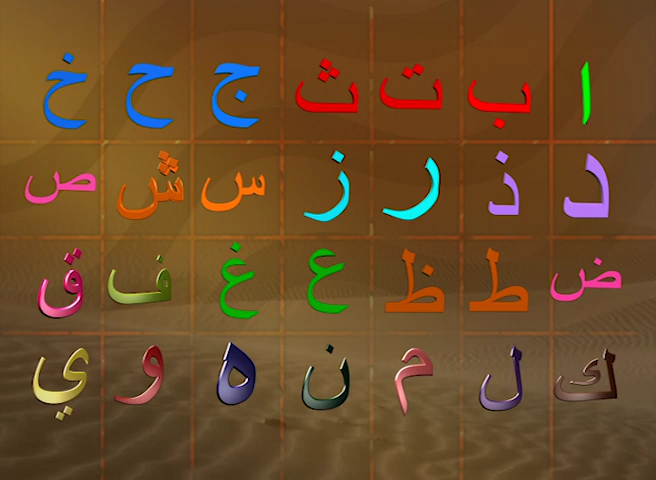 ا ب ت ث ج ح خ
د ذ ر ز س ش ص
ض ط ظ ع غ ف ق
ك ل م ن ه و ي